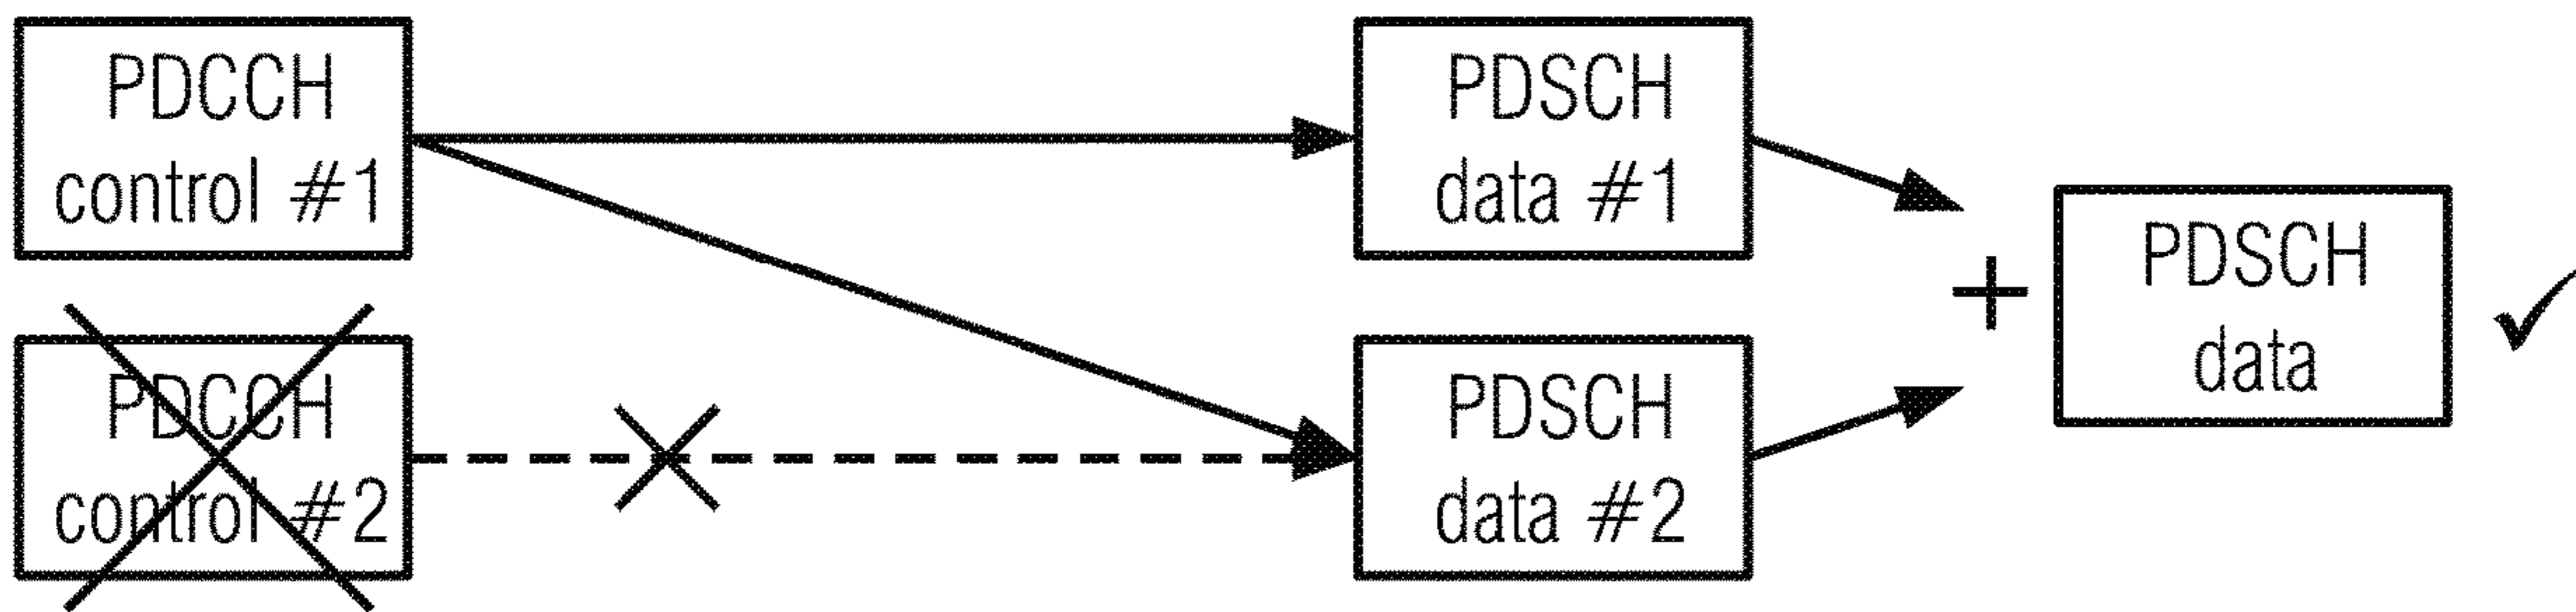 PDCCH
control #1
PDSCH
data #1
PDSCH
data
PDCCH
control #2
PDSCH
data #2
+